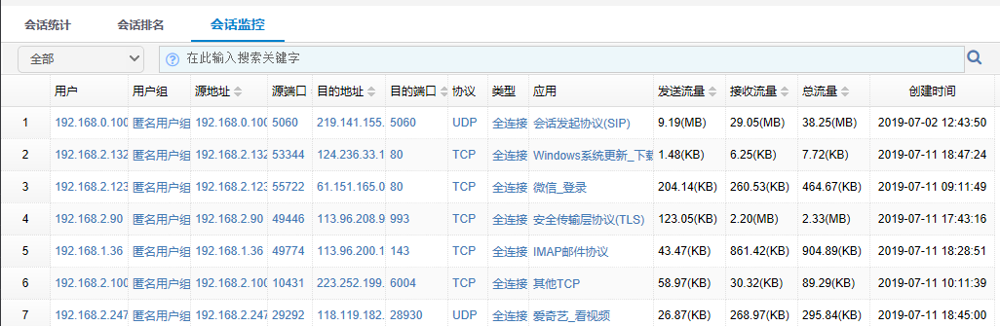 会话统计 会话排名 会话监控
全部 在此输入搜索关键字
用户 用户组 源地址 源端口 目的地址 目的端口 协议 类型 应用 发送流量 接收流量 总流量 创建时间
1 192.168.0.100 匿名用户组 192.168.0.100 5060 219.141.155. 5060 UDP 全连接 会话发起协议(SIP) 9.19(MB) 29.05(MB) 38.25(MB) 2019-07-02 12:43:50
2 192.168.2.132 匿名用户组 192.168.2.132 53344 124.236.33.1 80 TCP 全连接 Windows系统更新_下载 1.48(KB) 6.25(KB) 7.72(KB) 2019-07-11 18:47:24
3 192.168.2.123 匿名用户组 192.168.2.123 55722 61.151.165.0 80 TCP 全连接 微信_登录 204.14(KB) 260.53(KB) 464.67(KB) 2019-07-11 09:11:49
4 192.168.2.90 匿名用户组 192.168.2.90 49446 113.96.208.9 993 TCP 全连接 安全传输层协议(TLS) 123.05(KB) 2.20(MB) 2.33(MB) 2019-07-11 17:43:16
5 192.168.1.36 匿名用户组 192.168.1.36 49774 113.96.200.1 143 TCP 全连接 IMAP邮件协议 43.47(KB) 861.42(KB) 904.89(KB) 2019-07-11 18:28:51
6 192.168.2.100 匿名用户组 192.168.2.100 10431 223.252.199. 6004 TCP 全连接 其他TCP 58.97(KB) 30.32(KB) 89.29(KB) 2019-07-11 10:11:39
7 192.168.2.247 匿名用户组 192.168.2.247 29292 118.119.182. 28930 UDP 全连接 爱奇艺_看视频 26.87(KB) 268.97(KB) 295.84(KB) 2019-07-11 18:45:00